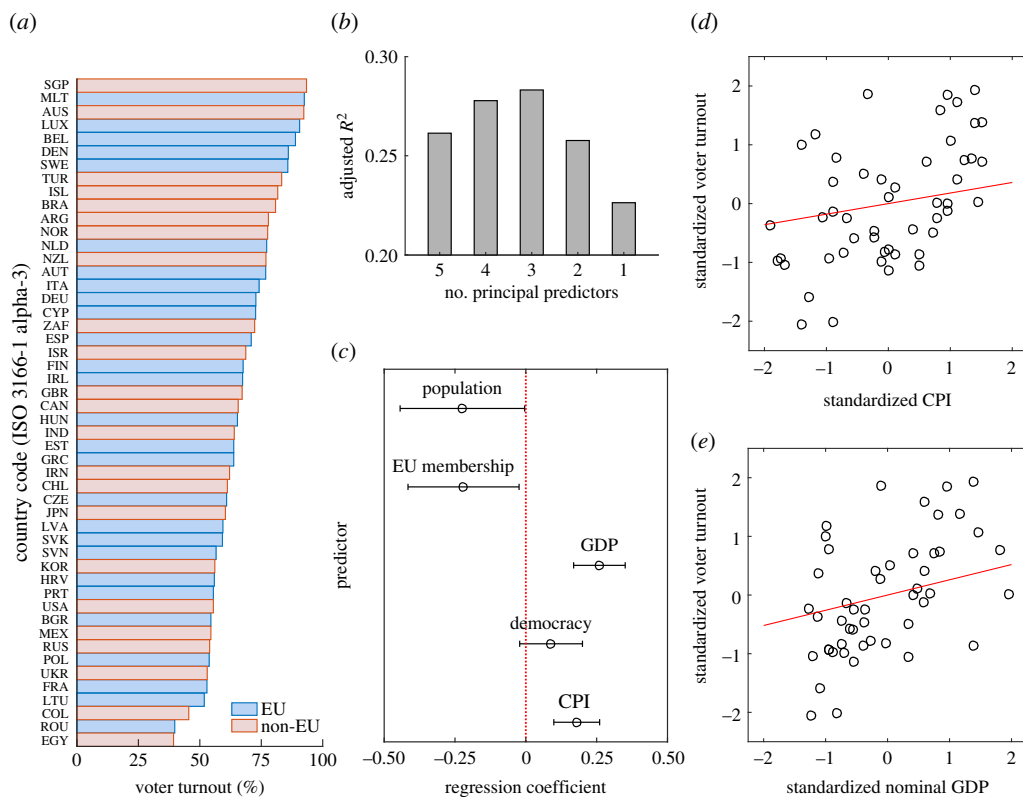 (a)
country code (ISO 3166-1 alpha-3)
SGP
MLT
AUS
LUX
BEL
DEN
SWE
TUR
ISL
BRA
ARG
NOR
NLD
NZL
AUT
ITA
DEU
CYP
ZAF
ESP
ISR
FIN
IRL
GBR
CAN
HUN
IND
EST
GRC
IRN
CHL
CZE
JPN
LVA
SVK
SVN
KOR
HRV
PRT
USA
BGR
MEX
RUS
POL
UKR
FRA
LTU
COL
ROU
EGY
EU
non-EU
0 25 50 75 100
voter turnout (%)
(b)
adjusted R²
0.30
0.25
0.20
5 4 3 2 1
no. principal predictors
(c)
predictor
population
EU membership
GDP
democracy
CPI
−0.50 −0.25 0 0.25 0.50
regression coefficient
(d)
standardized voter turnout
2
1
0
−1
−2
−2 −1 0 1 2
standardized CPI
(e)
standardized voter turnout
2
1
0
−1
−2
−2 −1 0 1 2
standardized nominal GDP